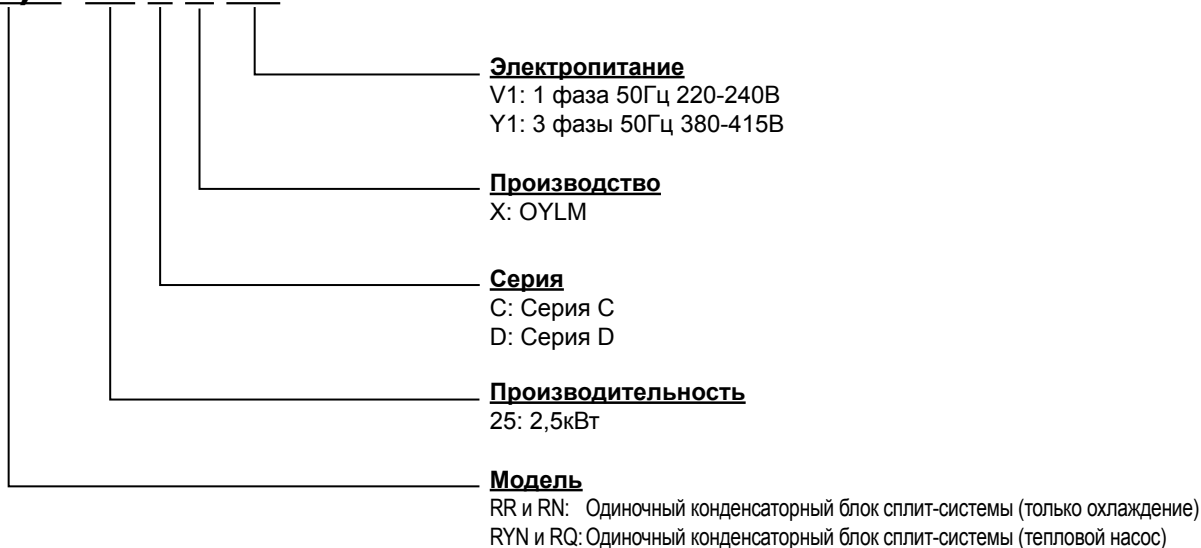 Электропитание
V1: 1 фаза 50Гц 220-240В
Y1: 3 фазы 50Гц 380-415В
Производство
X: OYLM
Серия
C: Серия C
D: Серия D
Производительность
25: 2,5кВт
Модель
RR и RN: Одиночный конденсаторный блок сплит-системы (только охлаждение)
RYN и RQ: Одиночный конденсаторный блок сплит-системы (тепловой насос)